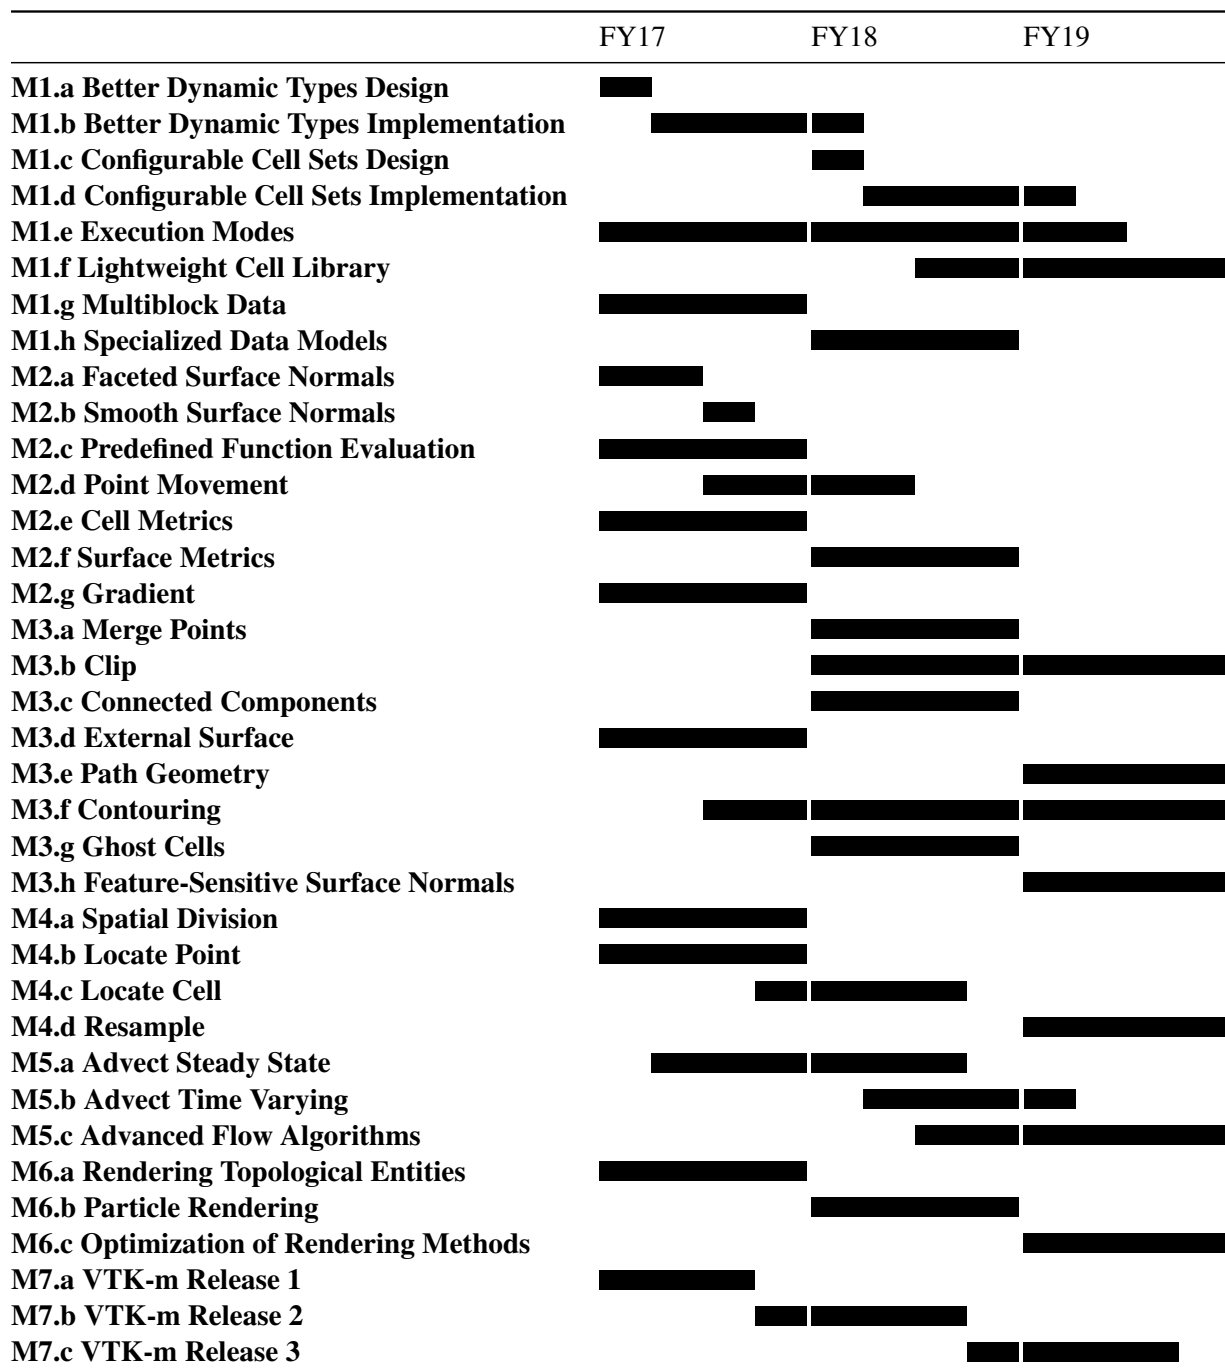 FY17 FY18 FY19
M1.a Better Dynamic Types Design
M1.b Better Dynamic Types Implementation
M1.c Configurable Cell Sets Design
M1.d Configurable Cell Sets Implementation
M1.e Execution Modes
M1.f Lightweight Cell Library
M1.g Multiblock Data
M1.h Specialized Data Models
M2.a Faceted Surface Normals
M2.b Smooth Surface Normals
M2.c Predefined Function Evaluation
M2.d Point Movement
M2.e Cell Metrics
M2.f Surface Metrics
M2.g Gradient
M3.a Merge Points
M3.b Clip
M3.c Connected Components
M3.d External Surface
M3.e Path Geometry
M3.f Contouring
M3.g Ghost Cells
M3.h Feature-Sensitive Surface Normals
M4.a Spatial Division
M4.b Locate Point
M4.c Locate Cell
M4.d Resample
M5.a Advect Steady State
M5.b Advect Time Varying
M5.c Advanced Flow Algorithms
M6.a Rendering Topological Entities
M6.b Particle Rendering
M6.c Optimization of Rendering Methods
M7.a VTK-m Release 1
M7.b VTK-m Release 2
M7.c VTK-m Release 3